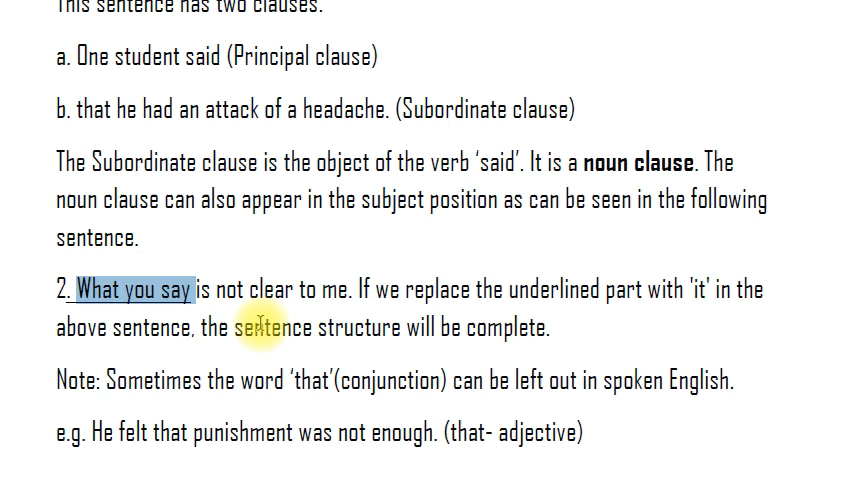 This sentence has two clauses.
a. One student said (Principal clause)
b. that he had an attack of a headache. (Subordinate clause)
The Subordinate clause is the object of the verb ‘said’. It is a noun clause. The
noun clause can also appear in the subject position as can be seen in the following
sentence.
2. What you say is not clear to me. If we replace the underlined part with 'it' in the
above sentence, the sentence structure will be complete.
Note: Sometimes the word ‘that’(conjunction) can be left out in spoken English.
e.g. He felt that punishment was not enough. (that- adjective)